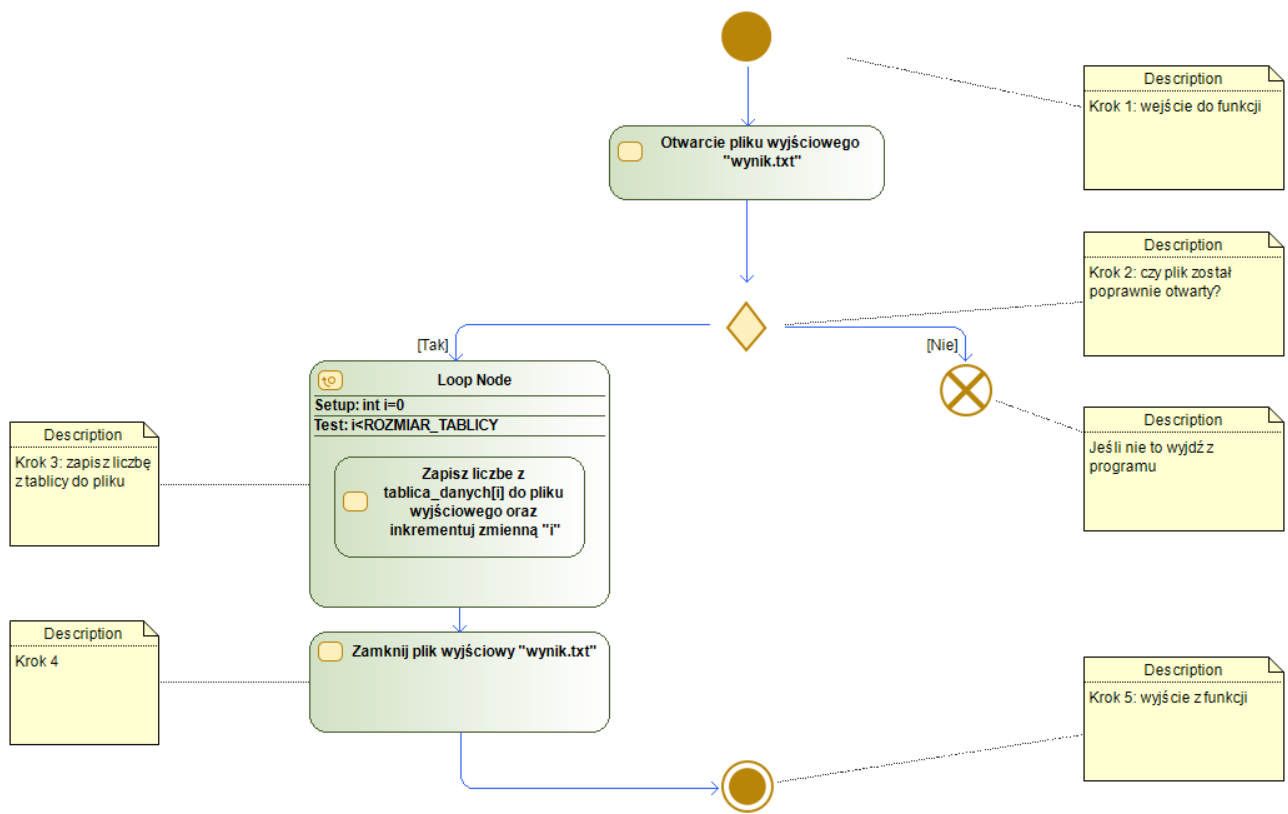 Description
Krok 1: wejście do funkcji
Otwarcie pliku wyjściowego
"wynik.txt"
Description
Krok 2: czy plik został
poprawnie otwarty?
[Tak]
[Nie]
Loop Node
Setup: int i=0
Test: i<ROZMIAR_TABLICY
Description
Jeśli nie to wyjdź z
programu
Description
Krok 3: zapisz liczbę
z tablicy do pliku
Zapisz liczbe z
tablica_danych[i] do pliku
wyjściowego oraz
inkrementuj zmienną "i"
Description
Krok 4
Zamknij plik wyjściowy "wynik.txt"
Description
Krok 5: wyjście z funkcji